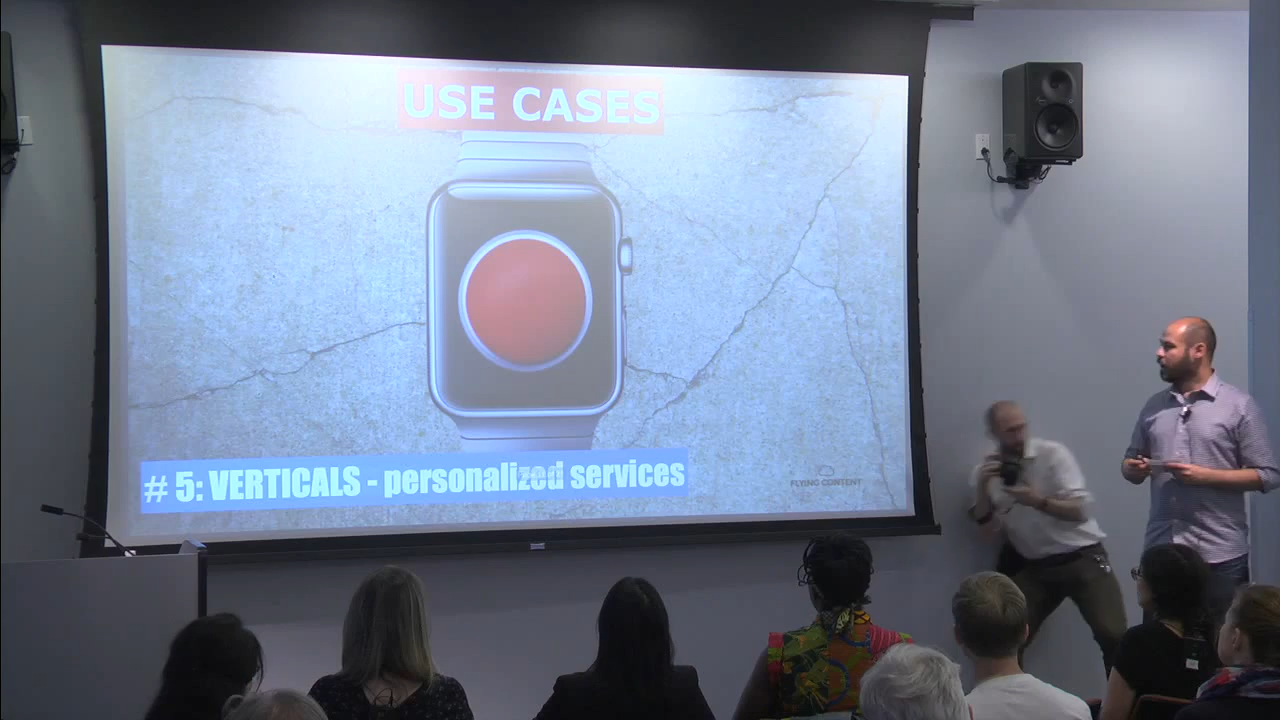 USE CASES
# 5: VERTICALS - personalized services
FLYING CONTENT